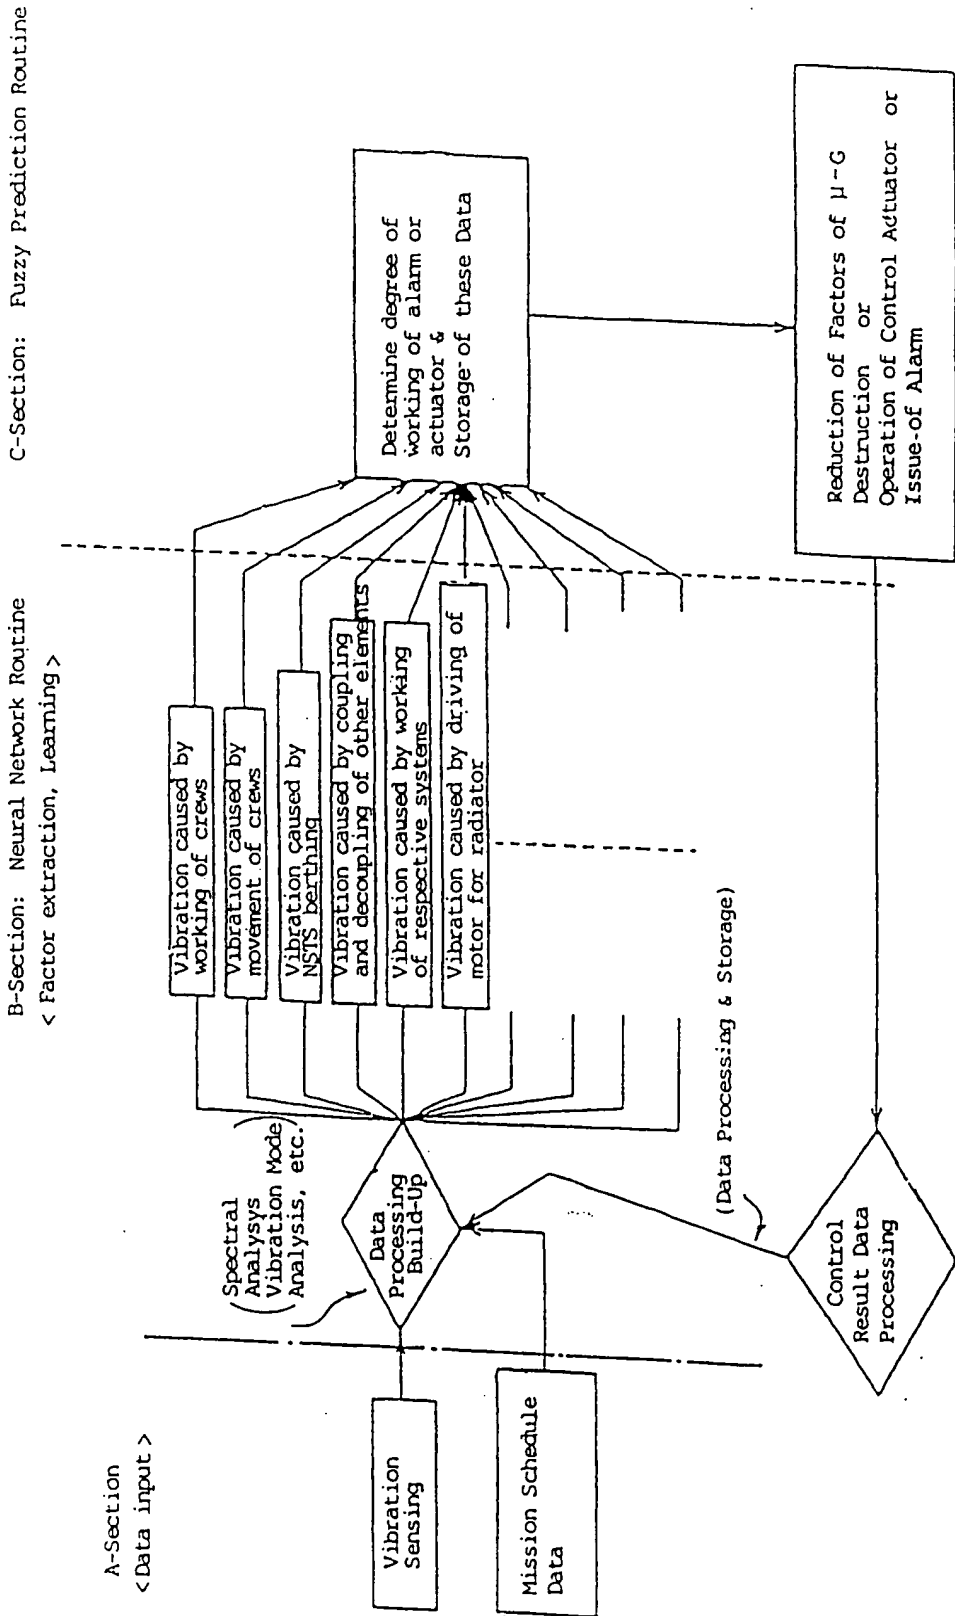 A-Section
<Data input>
B-Section: Neural Network Routine
< Factor extraction, Learning>
C-Section: Fuzzy Prediction Routine
Vibration
Sensing
Mission Schedule
Data
Spectral
Analysys
Vibration Mode
Analysis, etc.
Data
Processing
Build-Up
Vibration caused by
working of crews
Vibration caused by
movement of crews
Vibration caused by
NSTS berthing
Vibration caused by coupling
and decoupling of other elements
Vibration caused by working
of respective systems
Vibration caused by driving of
motor for radiator
Determine degree of
working of alarm or
actuator &
Storage-of these Data
Reduction of Factors of μ-G
Destruction or
Operation of Control Actuator or
Issue-of Alarm
(Data Processing & Storage)
Control
Result Data
Processing